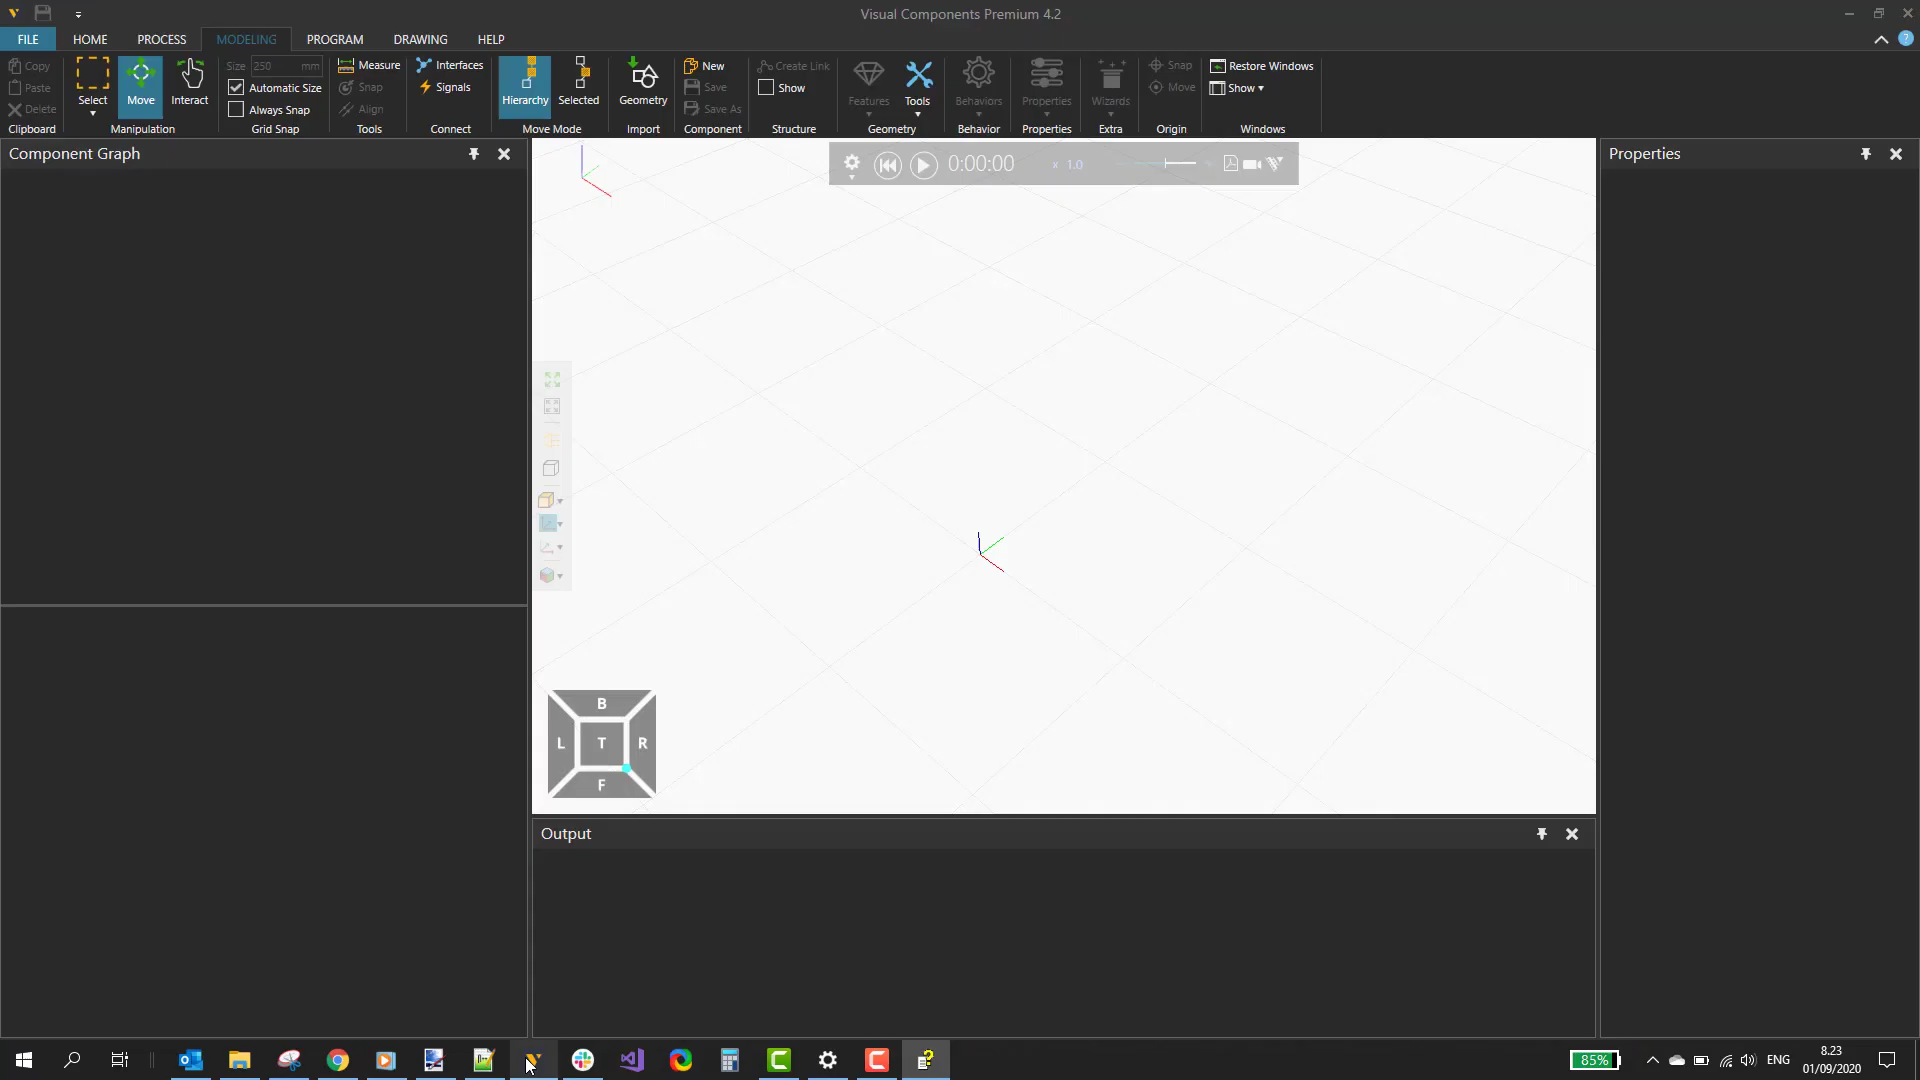 Visual Components Premium 4.2
FILE HOME PROCESS MODELING PROGRAM DRAWING HELP
Copy
Paste
Delete
Clipboard
Select Move Interact
Manipulation
Size 250 mm
Automatic Size
Always Snap
Grid Snap
Measure
Snap
Align
Tools
Interfaces
Signals
Connect
Hierarchy Selected
Move Mode
Geometry
Import
New
Save
Save As
Component
Create Link
Show
Structure
Features Tools
Geometry
Behaviors
Behavior
Properties
Properties
Wizards
Extra
Snap
Move
Origin
Restore Windows
Show
Windows
Component Graph
0:00:00 x 1.0
Properties
B
L T R
F
Output
85% ENG
8.23
01/09/2020